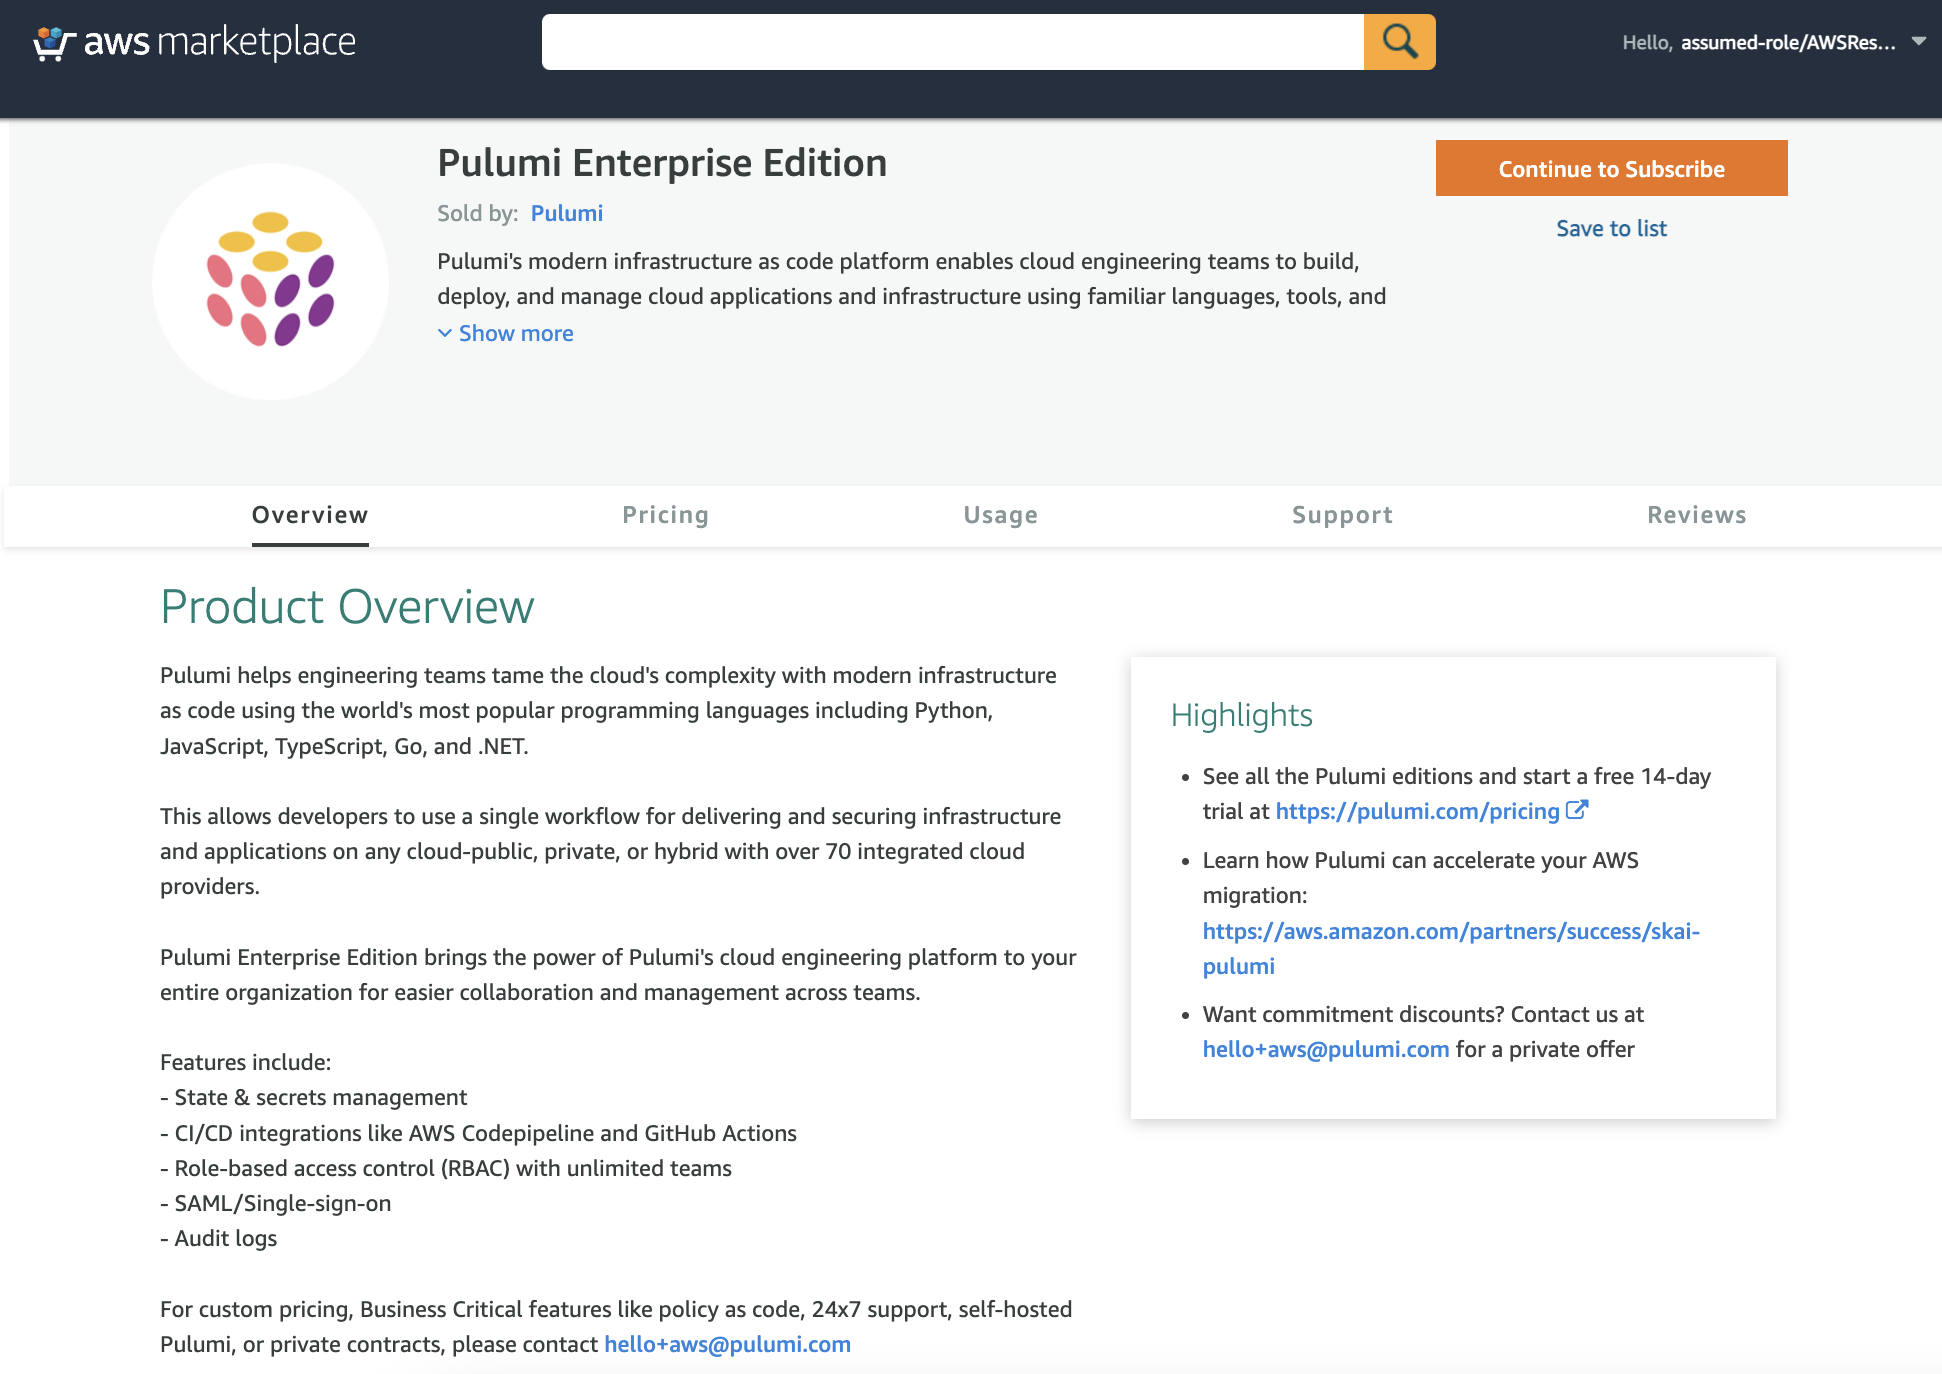 aws marketplace
Hello, assumed-role/AWSRes...
Pulumi Enterprise Edition
Continue to Subscribe
Sold by: Pulumi
Save to list
Pulumi's modern infrastructure as code platform enables cloud engineering teams to build,
deploy, and manage cloud applications and infrastructure using familiar languages, tools, and
Show more
Overview
Pricing
Usage
Support
Reviews
Product Overview
Pulumi helps engineering teams tame the cloud's complexity with modern infrastructure
as code using the world's most popular programming languages including Python,
JavaScript, TypeScript, Go, and .NET.
This allows developers to use a single workflow for delivering and securing infrastructure
and applications on any cloud-public, private, or hybrid with over 70 integrated cloud
providers.
Pulumi Enterprise Edition brings the power of Pulumi's cloud engineering platform to your
entire organization for easier collaboration and management across teams.
Features include:
- State & secrets management
- CI/CD integrations like AWS Codepipeline and GitHub Actions
- Role-based access control (RBAC) with unlimited teams
- SAML/Single-sign-on
- Audit logs
For custom pricing, Business Critical features like policy as code, 24x7 support, self-hosted
Pulumi, or private contracts, please contact hello+aws@pulumi.com
Highlights
• See all the Pulumi editions and start a free 14-day
trial at https://pulumi.com/pricing
• Learn how Pulumi can accelerate your AWS
migration:
https://aws.amazon.com/partners/success/skai-
pulumi
• Want commitment discounts? Contact us at
hello+aws@pulumi.com for a private offer